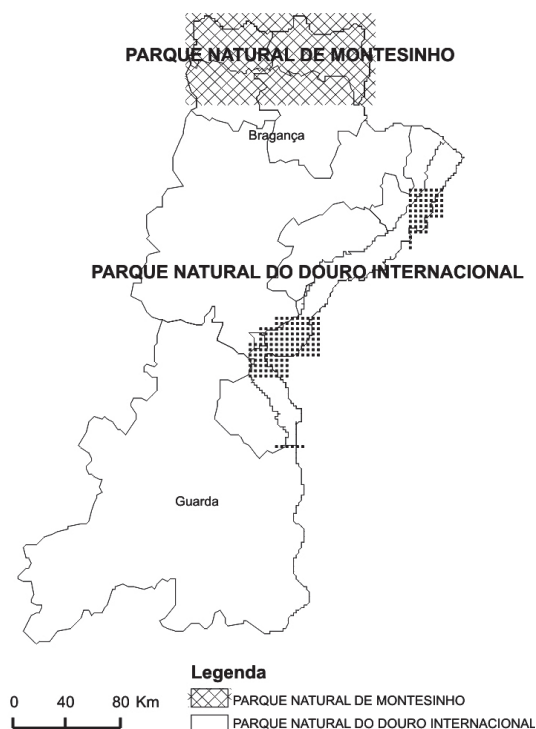 PARQUE NATURAL DE MONTESINHO
Bragança
PARQUE NATURAL DO DOURO INTERNACIONAL
Guarda
Legenda
0 40 80 Km
PARQUE NATURAL DE MONTESINHO
PARQUE NATURAL DO DOURO INTERNACIONAL